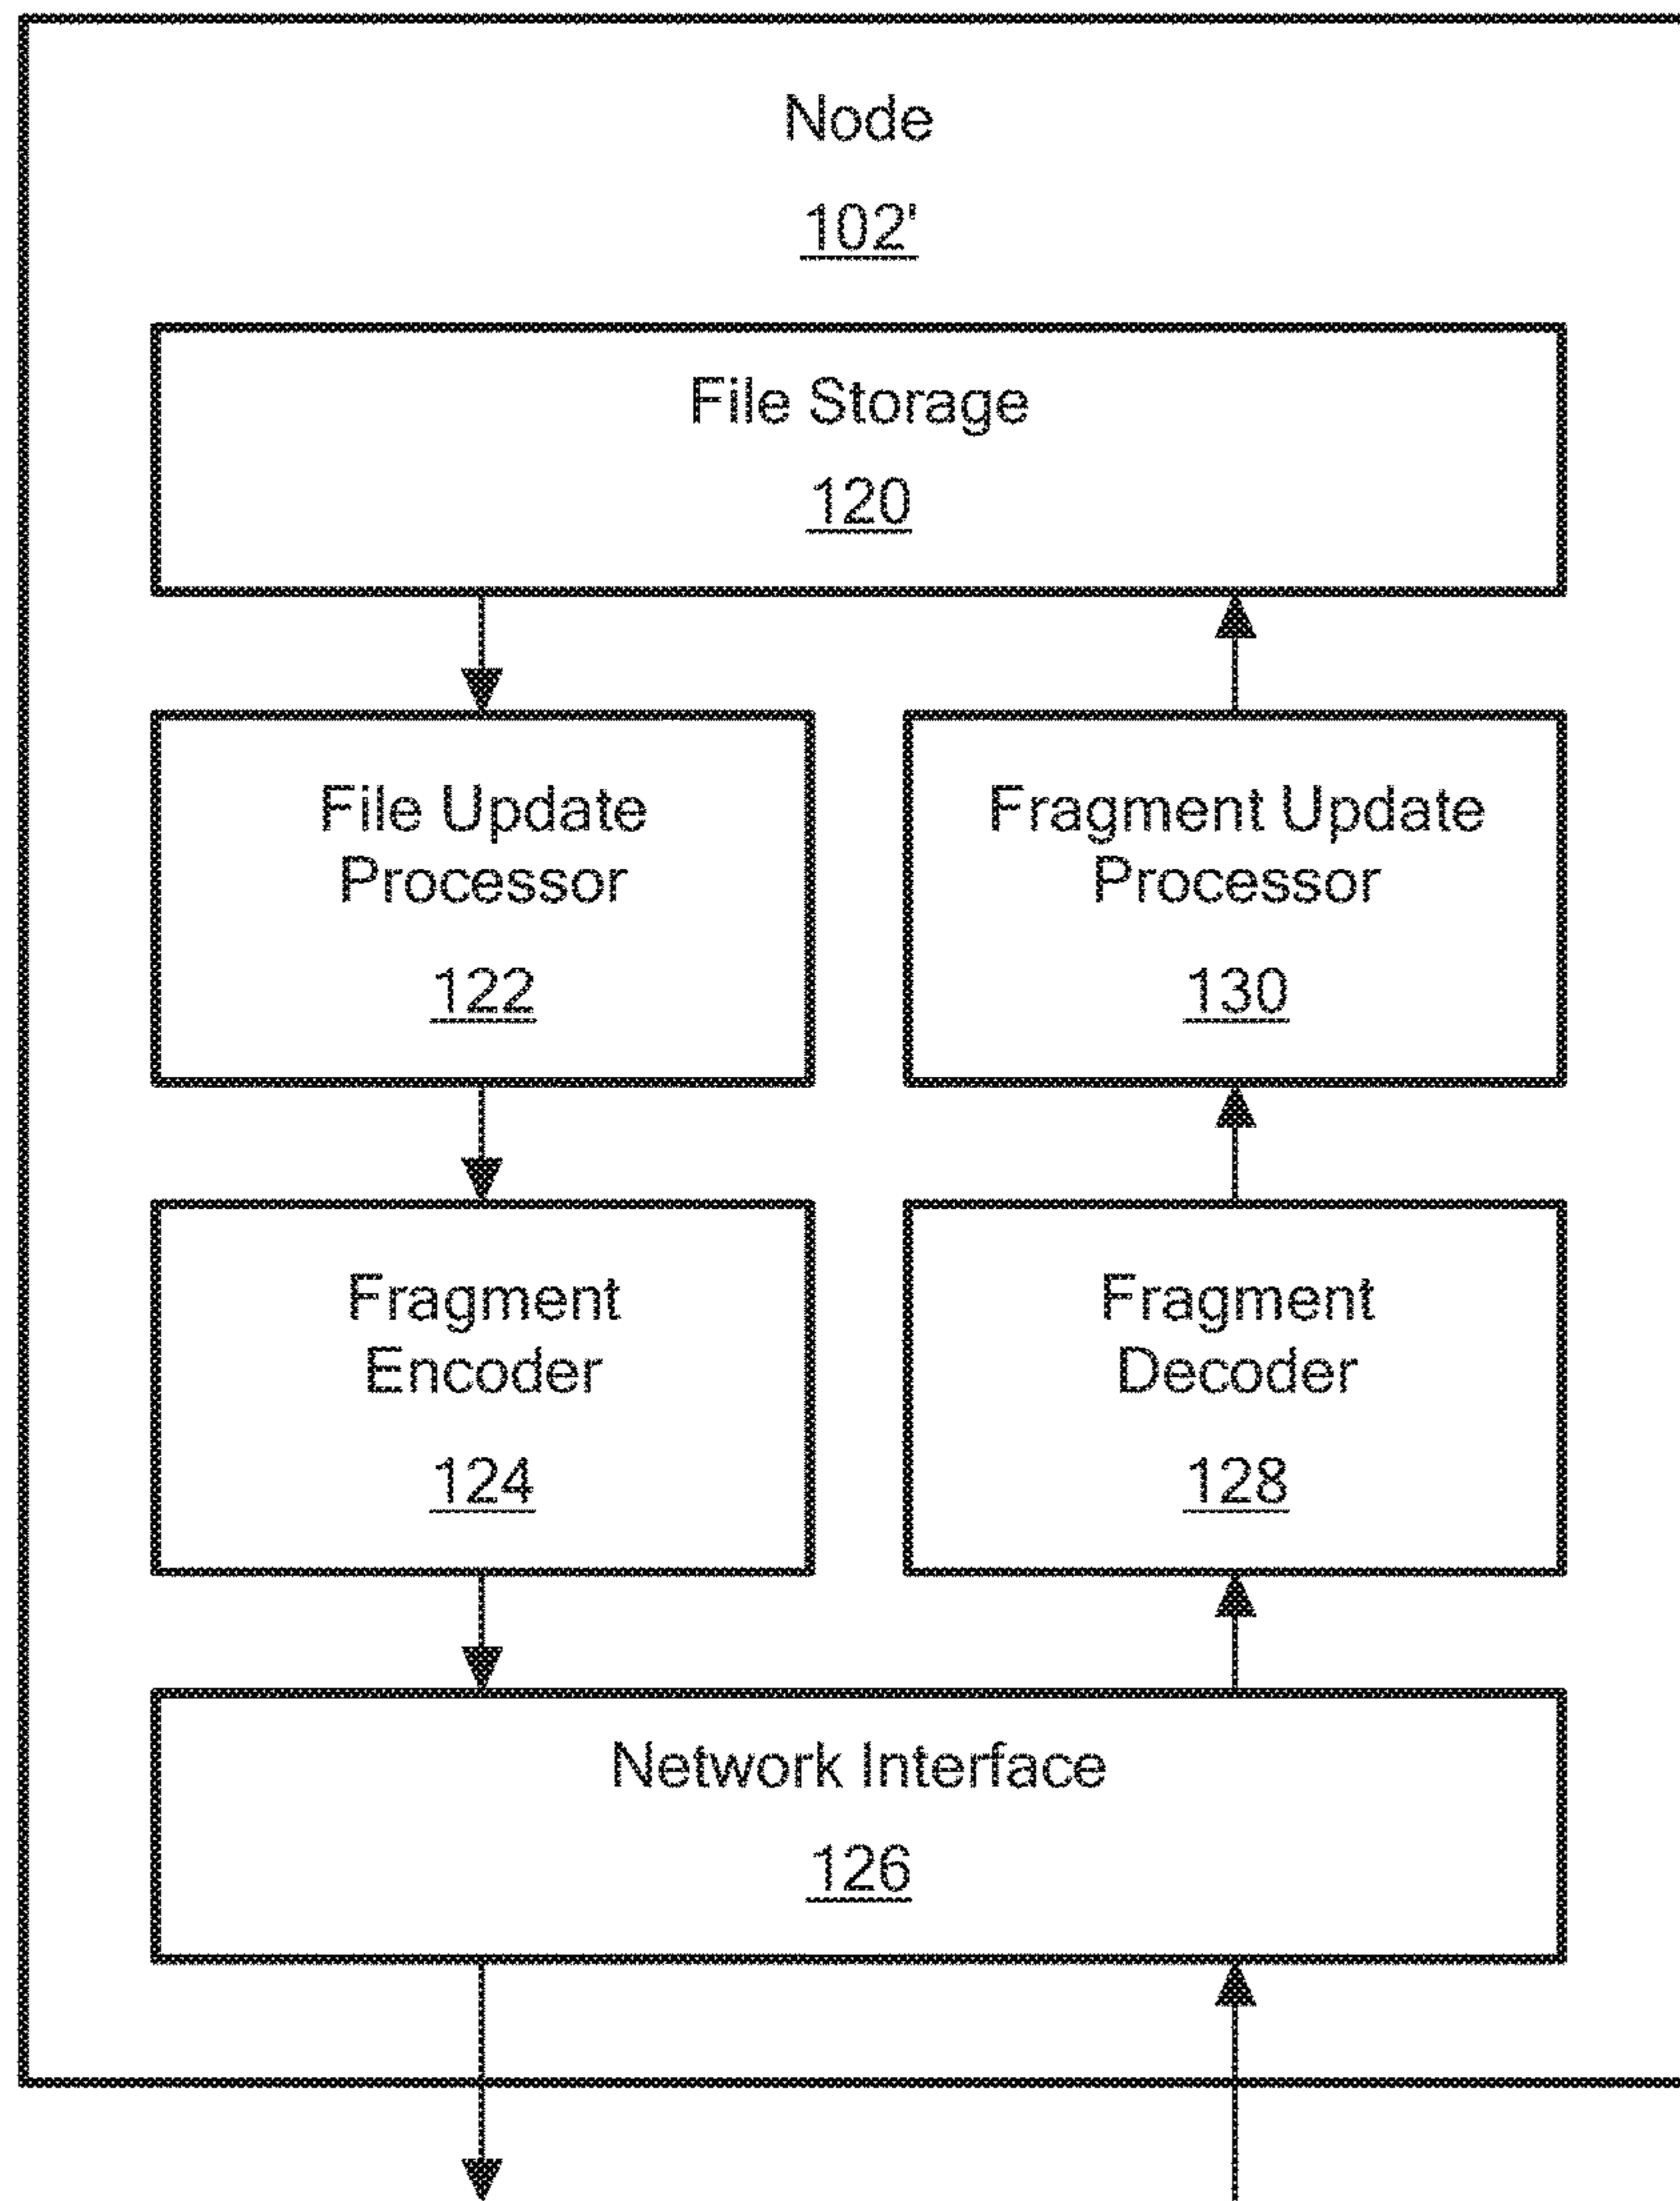 Node
102'
File Storage
120
File Update
Processor
122
Fragment Update
Processor
130
Fragment
Encoder
124
Fragment
Decoder
128
Network Interface
126